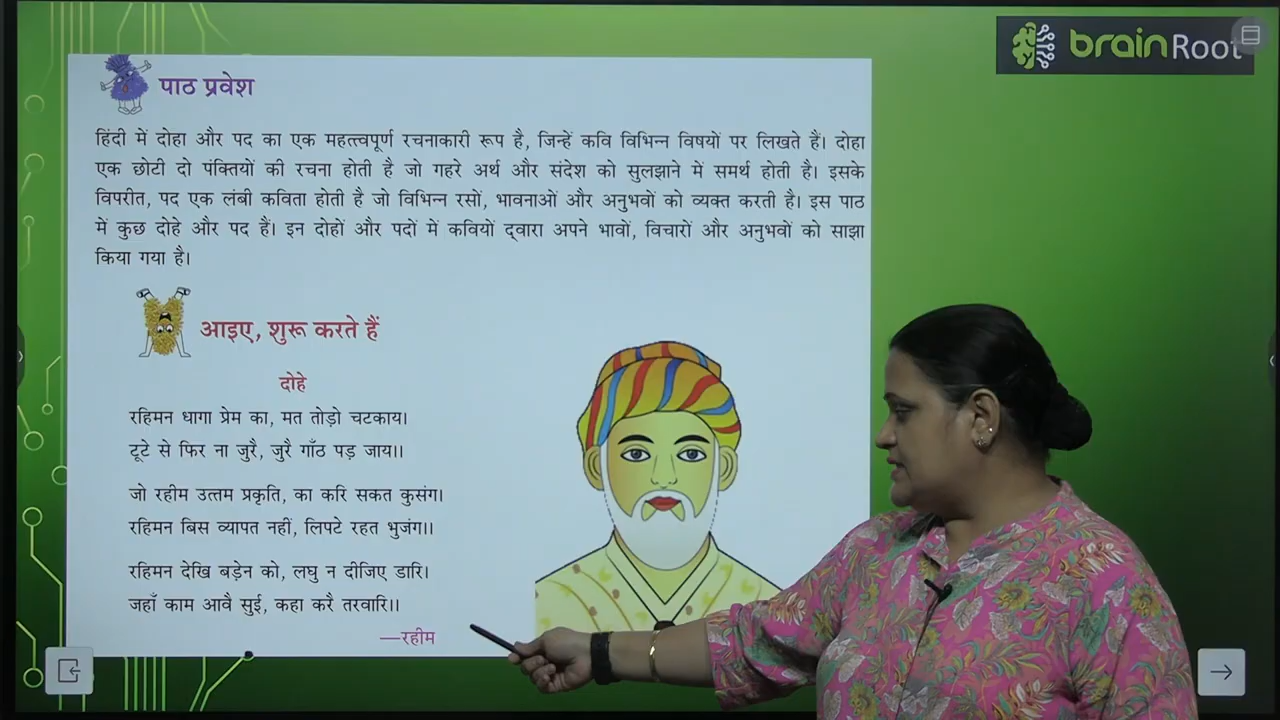 brainRoot
पाठ प्रवेश
हिंदी में दोहा और पद का एक महत्त्वपूर्ण रचनाकारी रूप है, जिन्हें कवि विभिन्न विषयों पर लिखते हैं। दोहा
एक छोटी दो पंक्तियों की रचना होती है जो गहरे अर्थ और संदेश को सुलझाने में समर्थ होती है। इसके
विपरीत, पद एक लंबी कविता होती है जो विभिन्न रसों, भावनाओं और अनुभवों को व्यक्त करती है। इस पाठ
में कुछ दोहे और पद हैं। इन दोहों और पदों में कवियों द्‌वारा अपने भावों, विचारों और अनुभवों को साझा
किया गया है।
आइए, शुरू करते हैं
दोहे
रहिमन धागा प्रेम का, मत तोड़ो चटकाय।
टूटे से फिर ना जुरै, जुरै गाँठ पड़ जाय।।
जो रहीम उत्तम प्रकृति, का करि सकत कुसंग।
रहिमन बिस व्यापत नहीं, लिपटे रहत भुजंग।।
रहिमन देखि बड़ेन को, लघु न दीजिए डारि।
जहाँ काम आवै सुई, कहा करै तरवारि।।
—रहीम